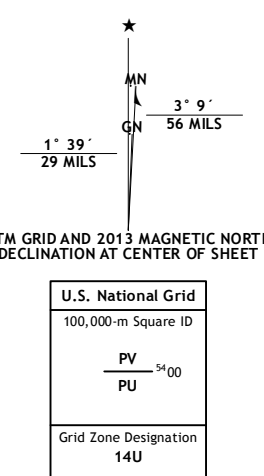 ★
MN
GN
3° 9´
56 MILS
1° 39´
29 MILS
TM GRID AND 2013 MAGNETIC NORTH
DECLINATION AT CENTER OF SHEET
U.S. National Grid
100,000-m Square ID
PV
5400
PU
Grid Zone Designation
14U